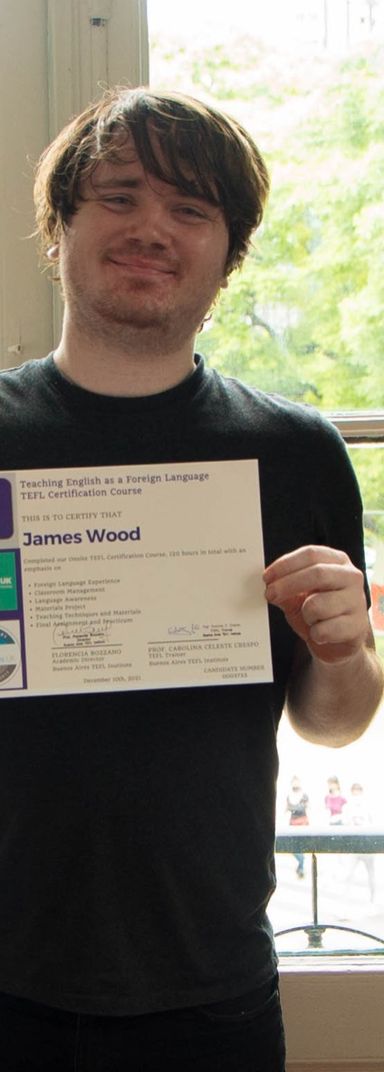 Teaching English as a Foreign Language
TEFL Certification Course
THIS IS TO CERTIFY THAT
James Wood
Completed our Onsite TEFL Certification Course, 120 hours in total with an
emphasis on
• Foreign Language Experience
• Classroom Management
• Language Awareness
• Materials Project
• Teaching Techniques and Materials
• Final Assignment and Practicum
FLORENCIA BOZZANO
Academic Director
Buenos Aires TEFL Institute
PROF. CAROLINA CELESTE CRESPO
TEFL Trainer
Buenos Aires TEFL Institute
December 10th, 2021
CANDIDATE NUMBER
UK